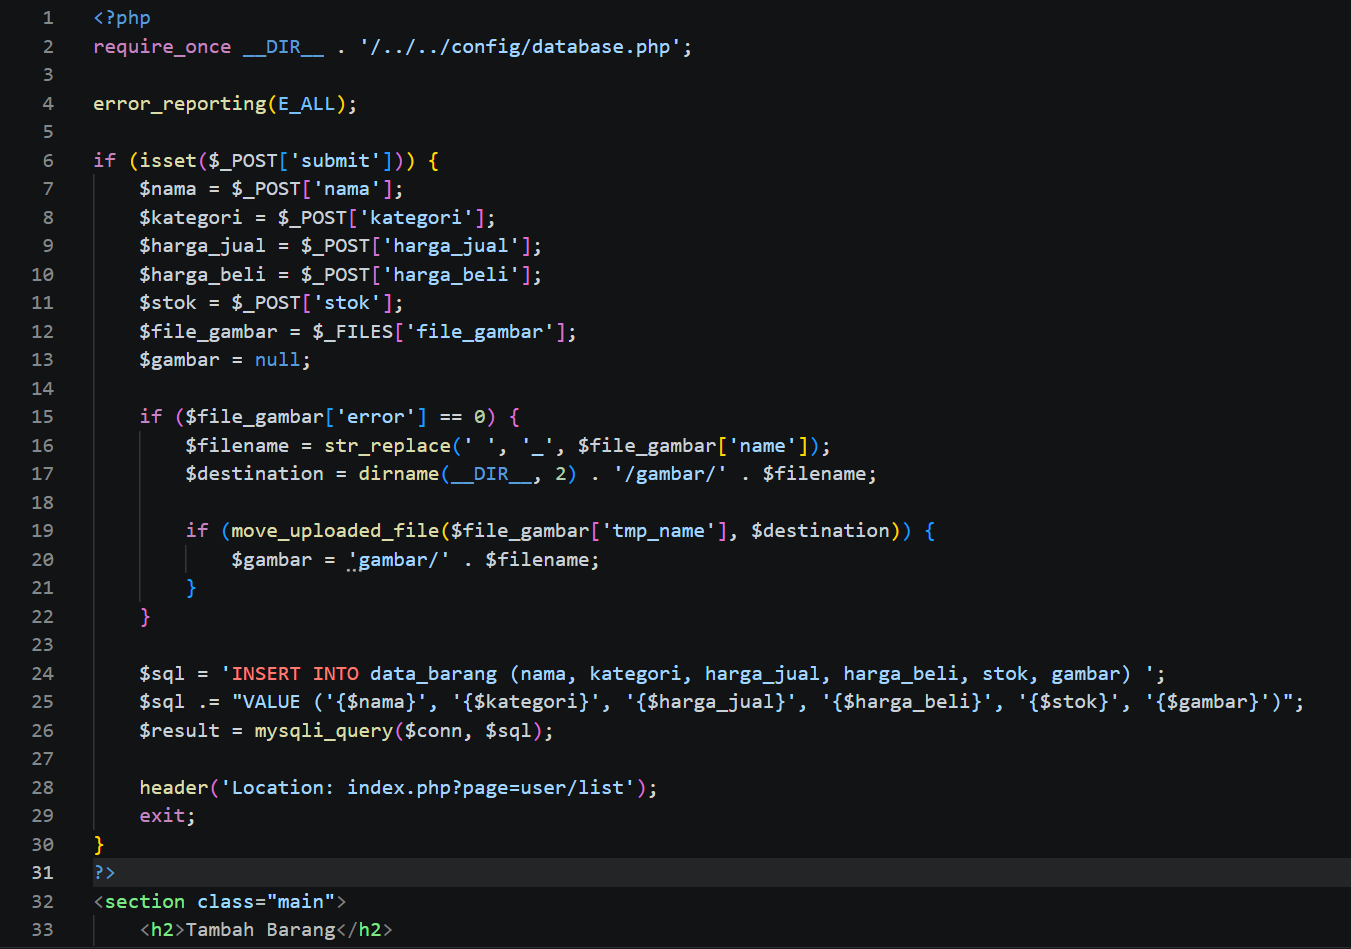 1 <?php
2 require_once __DIR__ . '/../../config/database.php';
3
4 error_reporting(E_ALL);
5
6 if (isset($_POST['submit'])) {
7     $nama = $_POST['nama'];
8     $kategori = $_POST['kategori'];
9     $harga_jual = $_POST['harga_jual'];
10     $harga_beli = $_POST['harga_beli'];
11     $stok = $_POST['stok'];
12     $file_gambar = $_FILES['file_gambar'];
13     $gambar = null;
14
15     if ($file_gambar['error'] == 0) {
16         $filename = str_replace(' ', '_', $file_gambar['name']);
17         $destination = dirname(__DIR__, 2) . '/gambar/' . $filename;
18
19         if (move_uploaded_file($file_gambar['tmp_name'], $destination)) {
20             $gambar = 'gambar/' . $filename;
21         }
22     }
23
24     $sql = 'INSERT INTO data_barang (nama, kategori, harga_jual, harga_beli, stok, gambar) ';
25     $sql .= "VALUE ('{$nama}', '{$kategori}', '{$harga_jual}', '{$harga_beli}', '{$stok}', '{$gambar}')";
26     $result = mysqli_query($conn, $sql);
27
28     header('Location: index.php?page=user/list');
29     exit;
30 }
31 ?>
32 <section class="main">
33     <h2>Tambah Barang</h2>